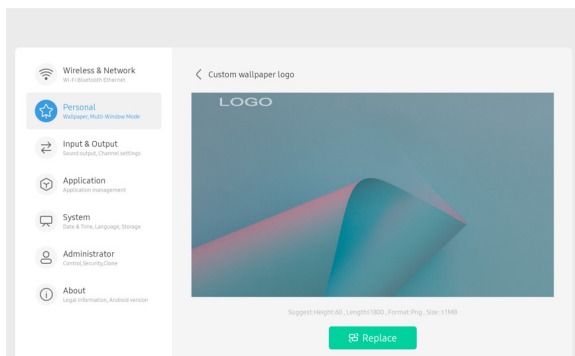 Wireless & Network
Wi-Fi Bluetooth Ethernet
Custom wallpaper logo
Personal
Wallpaper, Multi-Window Mode
LOGO
Input & Output
Sound output, Channel settings
Application
Application management
System
Date & Time, Language, Storage
Administrator
Control,Security,Clone
About
Legal information, Android version
Suggest:Height:60 , Length≤1800 , Format:Png , Size: ≤1MB
Replace